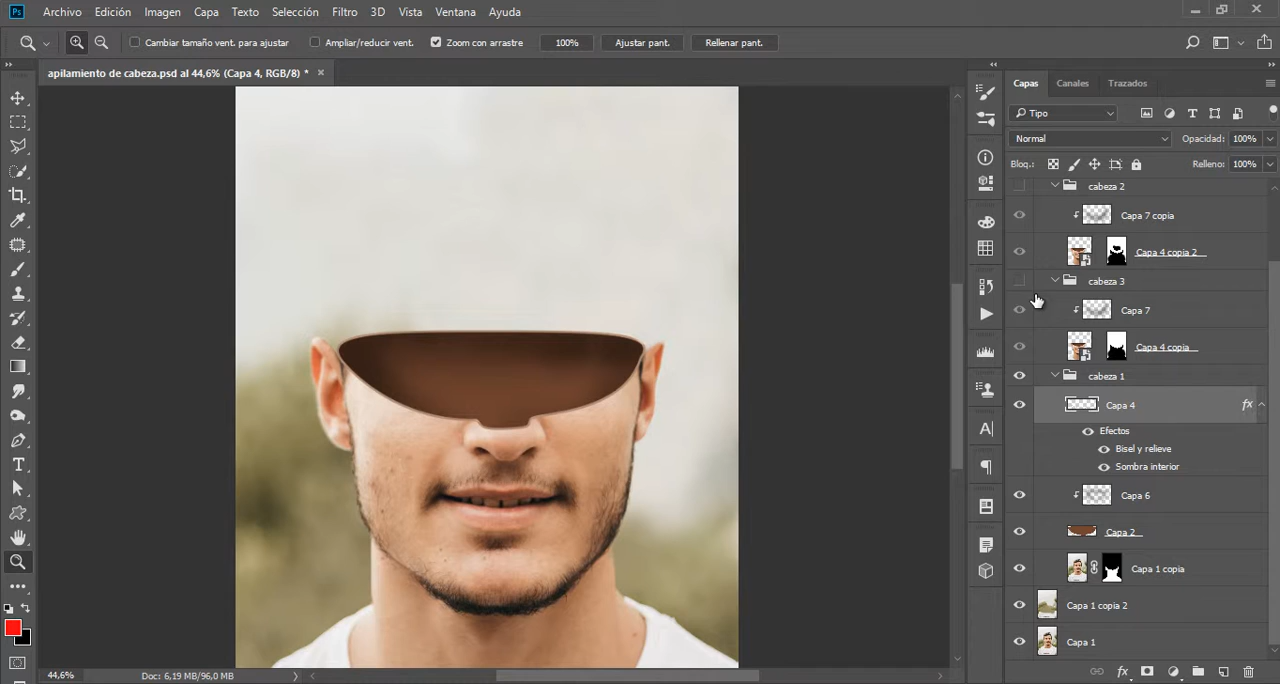 Ps Archivo Edición Imagen Capa Texto Selección Filtro 3D Vista Ventana Ayuda
Cambiar tamaño vent. para ajustar Ampliar/reducir vent. Zoom con arrastre 100% Ajustar pant. Rellenar pant.
apilamiento de cabeza.psd al 44,6% (Capa 4, RGB/8) * ×
Capas Canales Trazados
Tipo
Normal Opacidad: 100%
Bloq.: Relleno: 100%
cabeza 2
Capa 7 copia
Capa 4 copia 2
cabeza 3
Capa 7
Capa 4 copia
cabeza 1
Capa 4 fx
Efectos
Bisel y relieve
Sombra interior
Capa 6
Capa 2
Capa 1 copia
Capa 1 copia 2
Capa 1
44,6% Doc: 6,19 MB/96,0 MB
fx